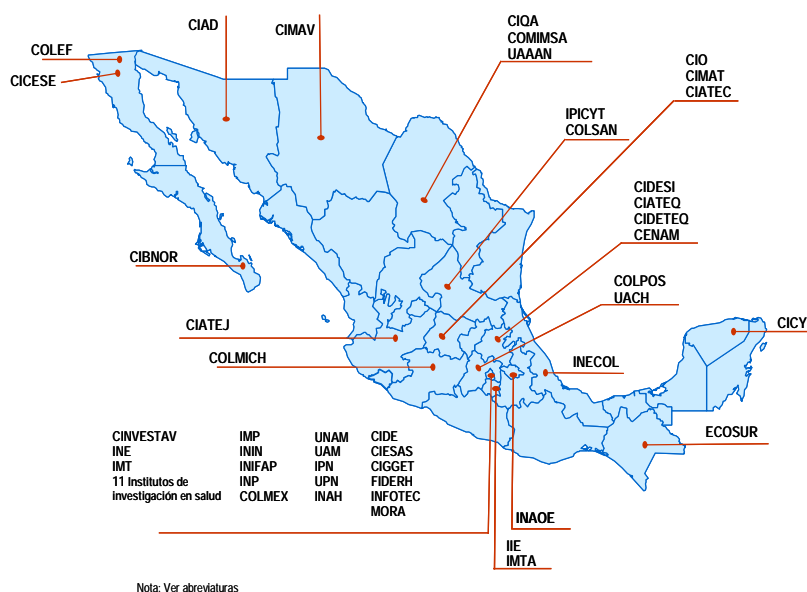 CIAD
CIMAV
COLEF
CICESE
CIQA
COMIMSA
UAAAN
CIO
CIMAT
CIATEC
IPICYT
COLSAN
CIDESI
CIATEQ
CIDETEQ
CENAM
CIBNOR
COLPOS
UACH
CIATEJ
CICY
COLMICH
INECOL
ECOSUR
CINVESTAV
INE
IMT
11 Institutos de
investigación en salud
IMP
ININ
INIFAP
INP
COLMEX
UNAM
UAM
IPN
UPN
INAH
CIDE
CIESAS
CIGGET
FIDERH
INFOTEC
MORA
INAOE
IIE
IMTA
Nota: Ver abreviaturas